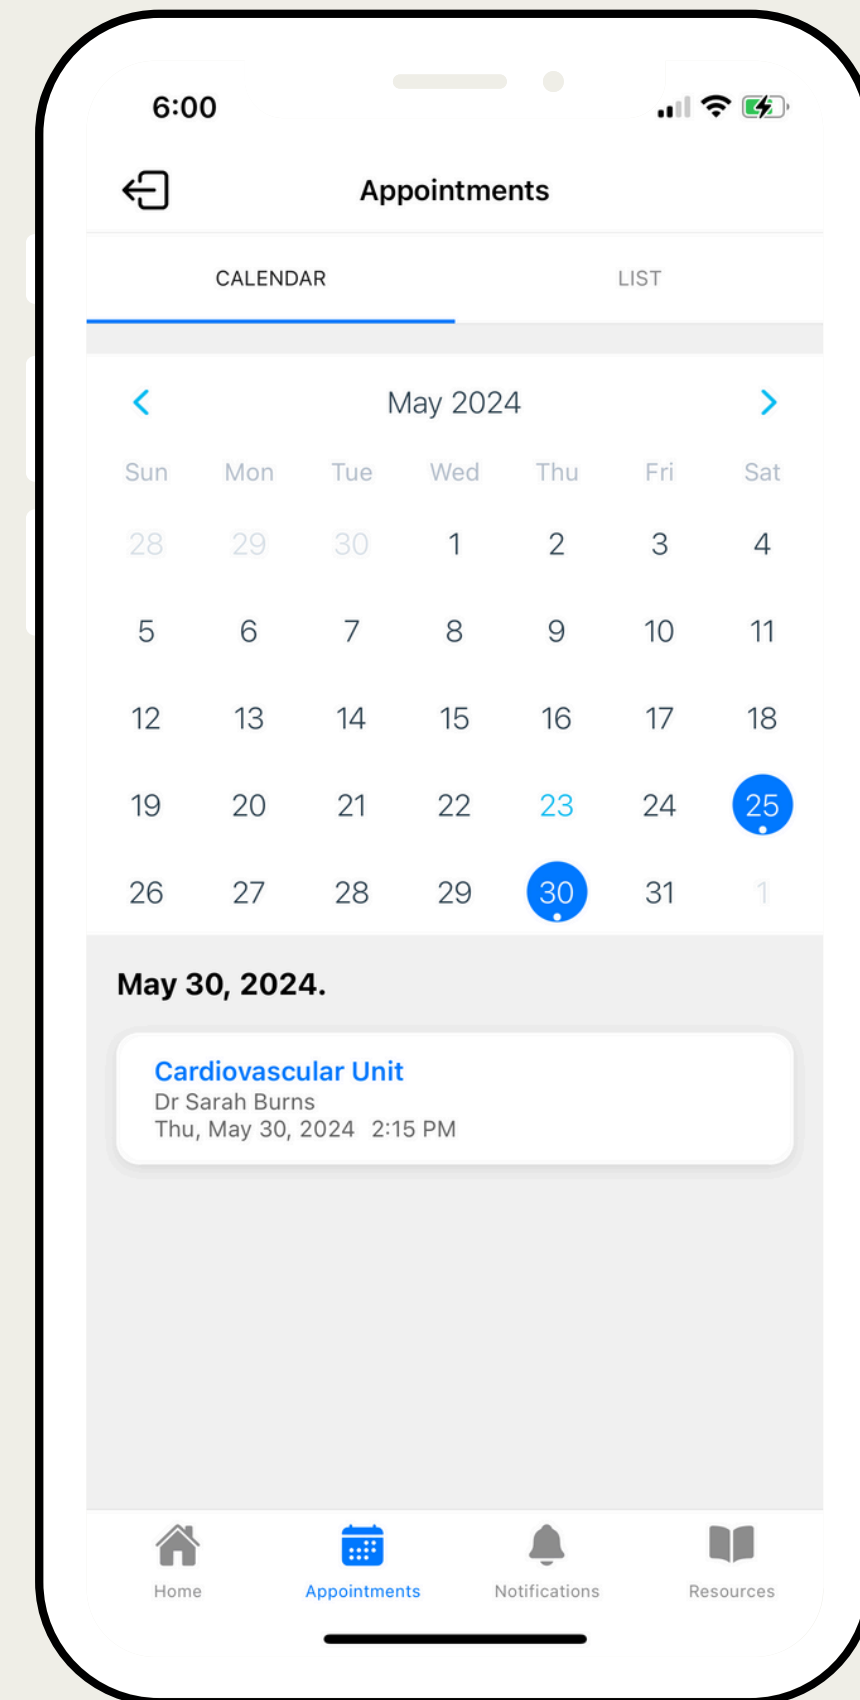 6:00
Appointments
CALENDAR LIST
May 2024
Sun Mon Tue Wed Thu Fri Sat
28 29 30 1 2 3 4
5 6 7 8 9 10 11
12 13 14 15 16 17 18
19 20 21 22 23 24 25
26 27 28 29 30 31 1
May 30, 2024.
Cardiovascular Unit
Dr Sarah Burns
Thu, May 30, 2024 2:15 PM
Home Appointments Notifications Resources